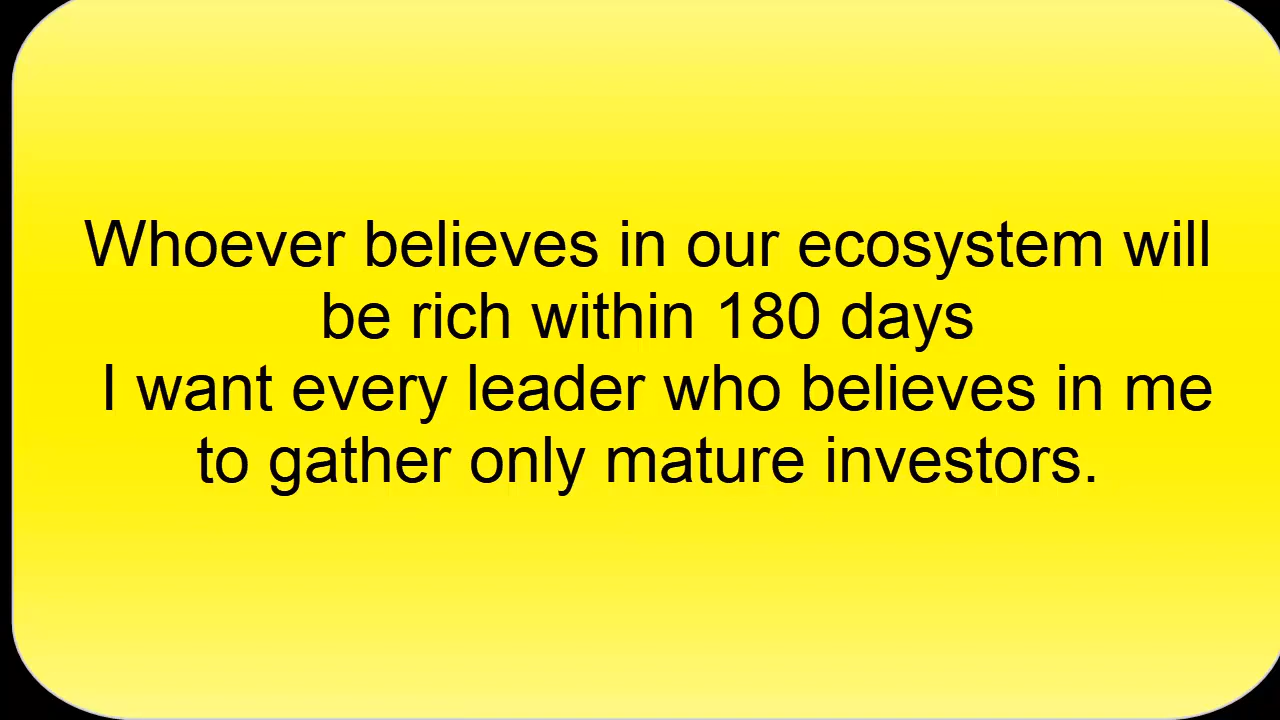 Whoever believes in our ecosystem will
be rich within 180 days
I want every leader who believes in me
to gather only mature investors.